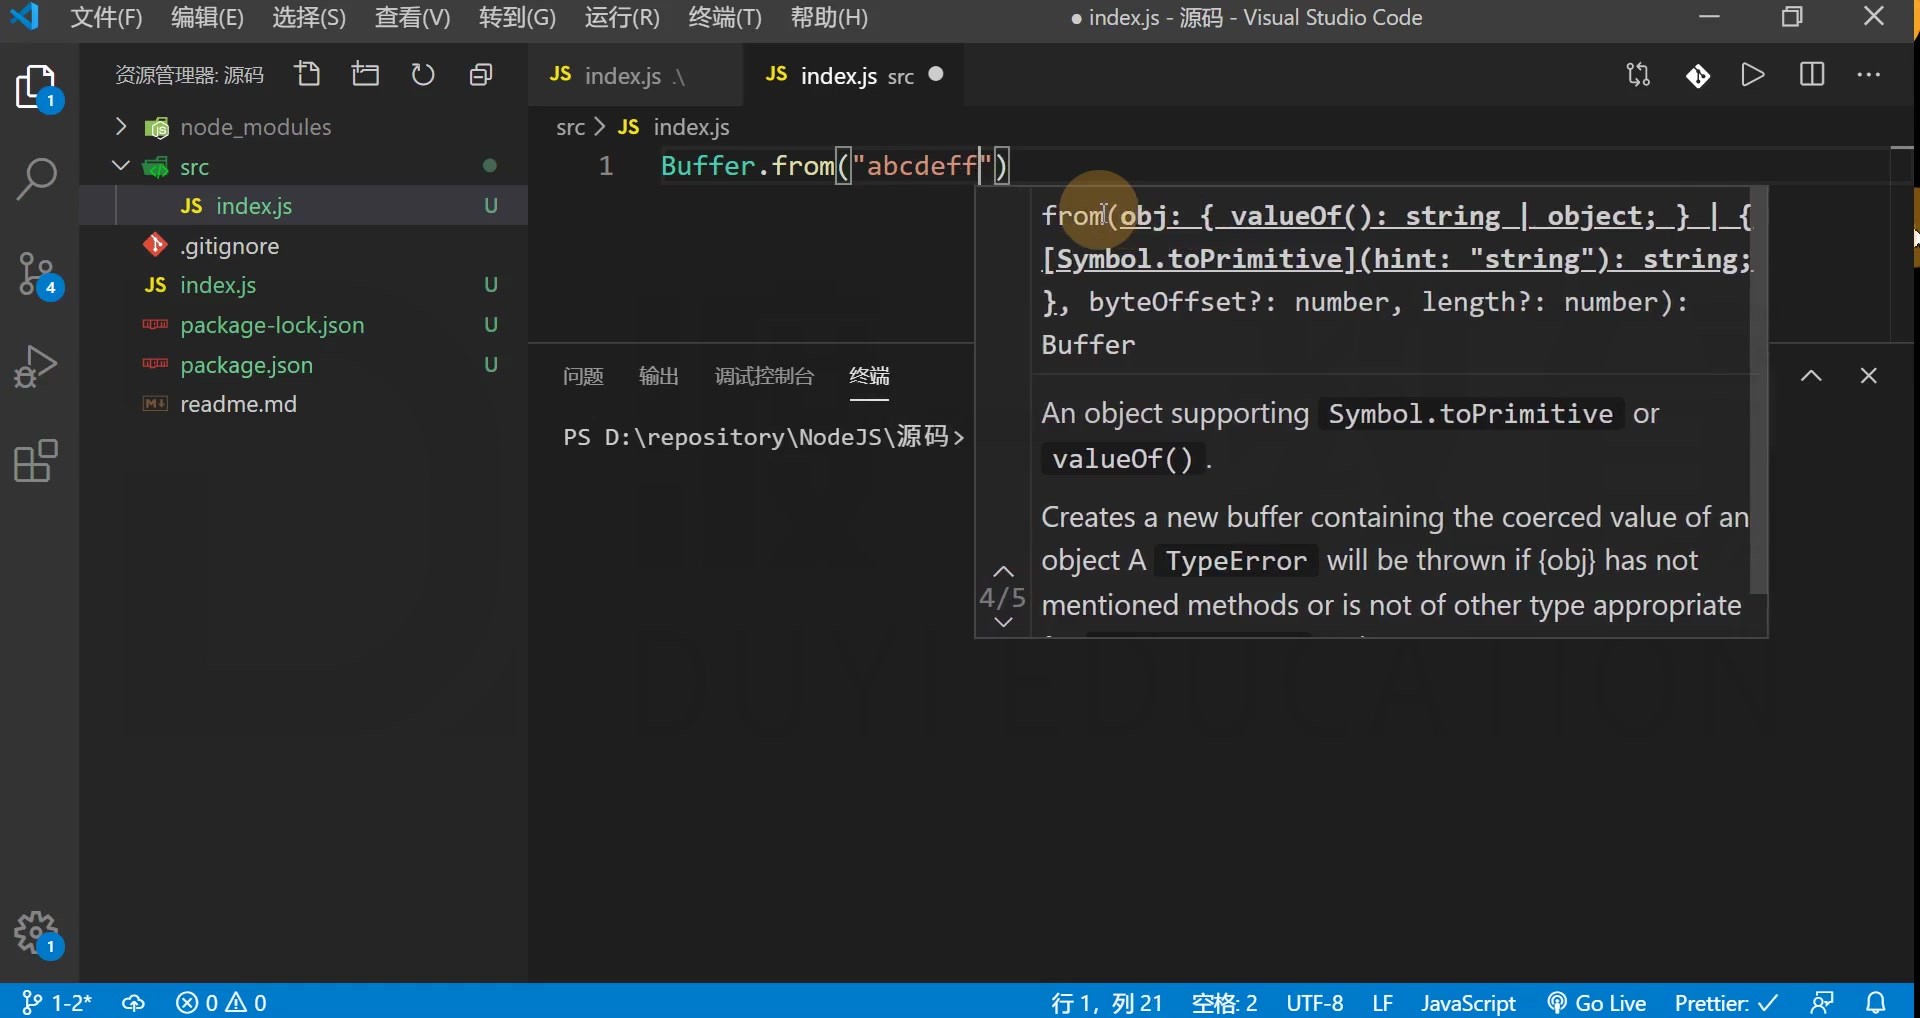 文件(F) 编辑(E) 选择(S) 查看(V) 转到(G) 运行(R) 终端(T) 帮助(H) ● index.js - 源码 - Visual Studio Code
资源管理器: 源码
JS index.js .\ JS index.js src ●
src > JS index.js
1 Buffer.from("abcdeff")
1
node_modules
src
JS index.js U
.gitignore
JS index.js U
package-lock.json U
package.json U
readme.md
4
1
from(obj: { valueOf(): string | object; } | {
[Symbol.toPrimitive](hint: "string"): string;
}, byteOffset?: number, length?: number):
Buffer
An object supporting Symbol.toPrimitive or
valueOf() .
Creates a new buffer containing the coerced value of an
object A TypeError will be thrown if {obj} has not
mentioned methods or is not of other type appropriate
4/5
问题 输出 调试控制台 终端
PS D:\repository\NodeJS\源码>
DUYI EDUCATION
1-2* 0 0 行 1, 列 21 空格: 2 UTF-8 LF JavaScript Go Live Prettier: ✓